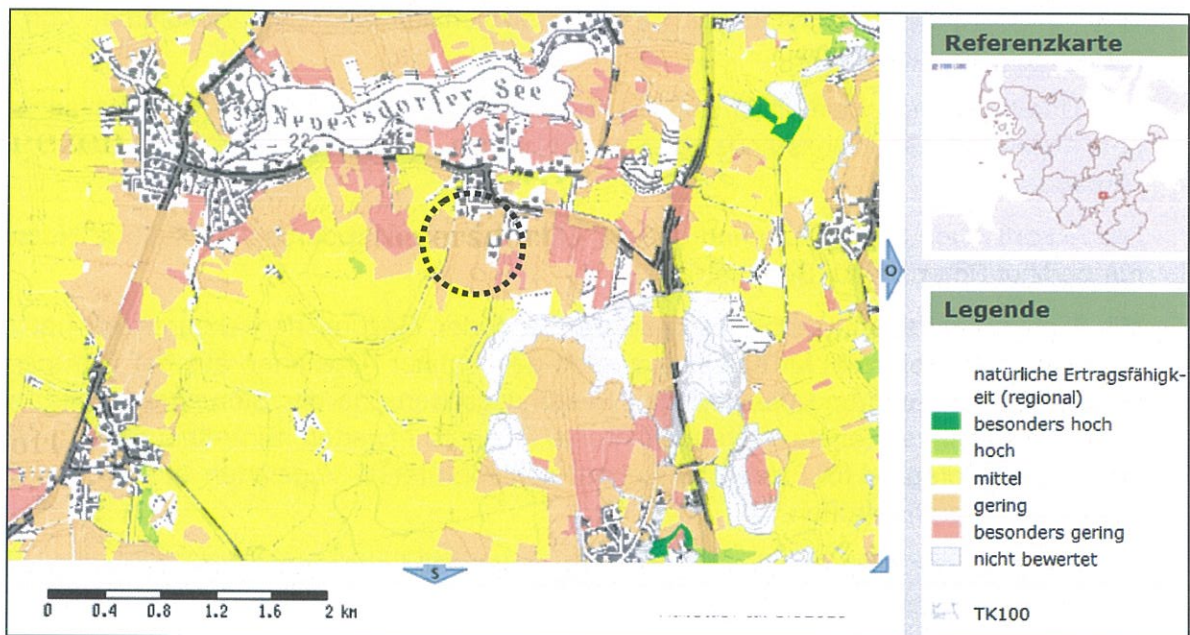 Neversdorfer See
22
S
O
0 0.4 0.8 1.2 1.6 2 km
Referenzkarte
Legende
natürliche Ertragsfähigk-
eit (regional)
besonders hoch
hoch
mittel
gering
besonders gering
nicht bewertet
TK100